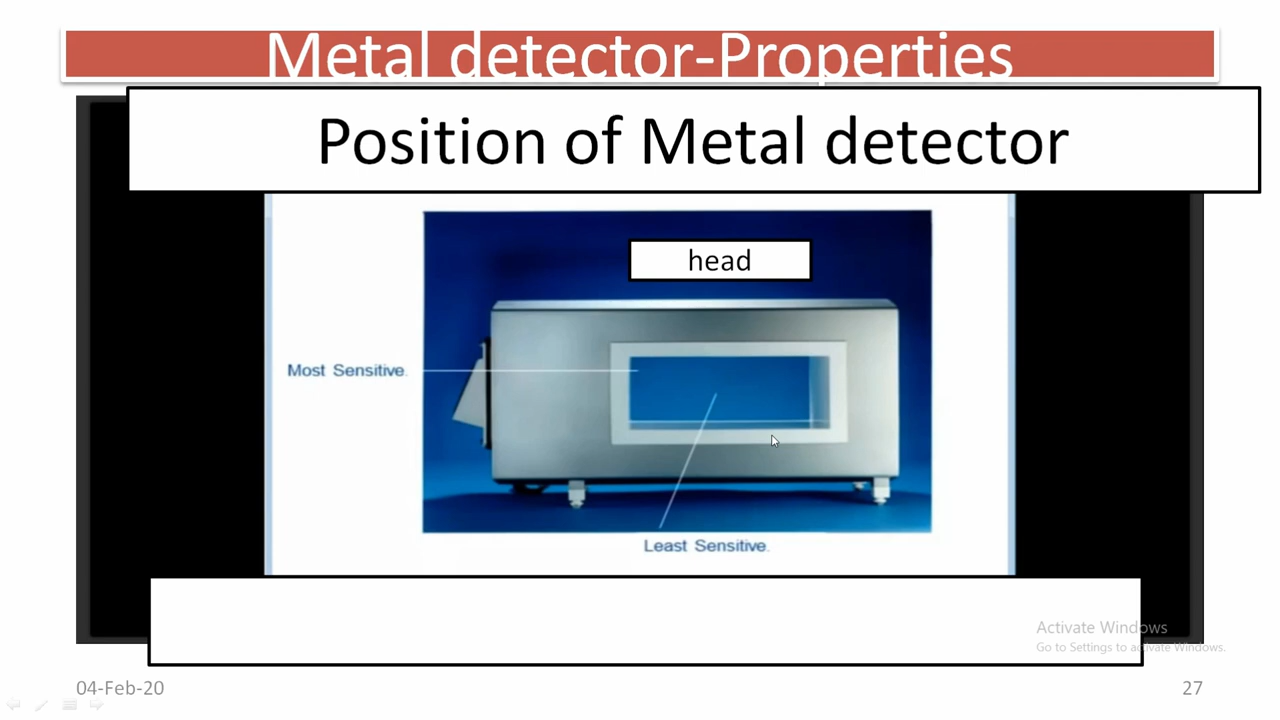 Metal detector-Properties
Position of Metal detector
head
Most Sensitive.
Least Sensitive.
Activate Windows
Go to Settings to activate Windows.
04-Feb-20
27